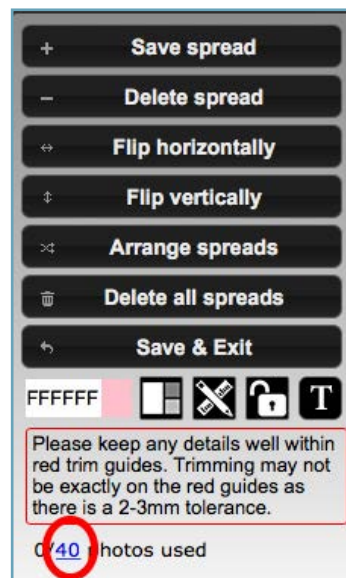 Save spread
Delete spread
Flip horizontally
Flip vertically
Arrange spreads
Delete all spreads
Save & Exit
FFFFFF T
Please keep any details well within
red trim guides. Trimming may not
be exactly on the red guides as
there is a 2-3mm tolerance.
0/40 photos used